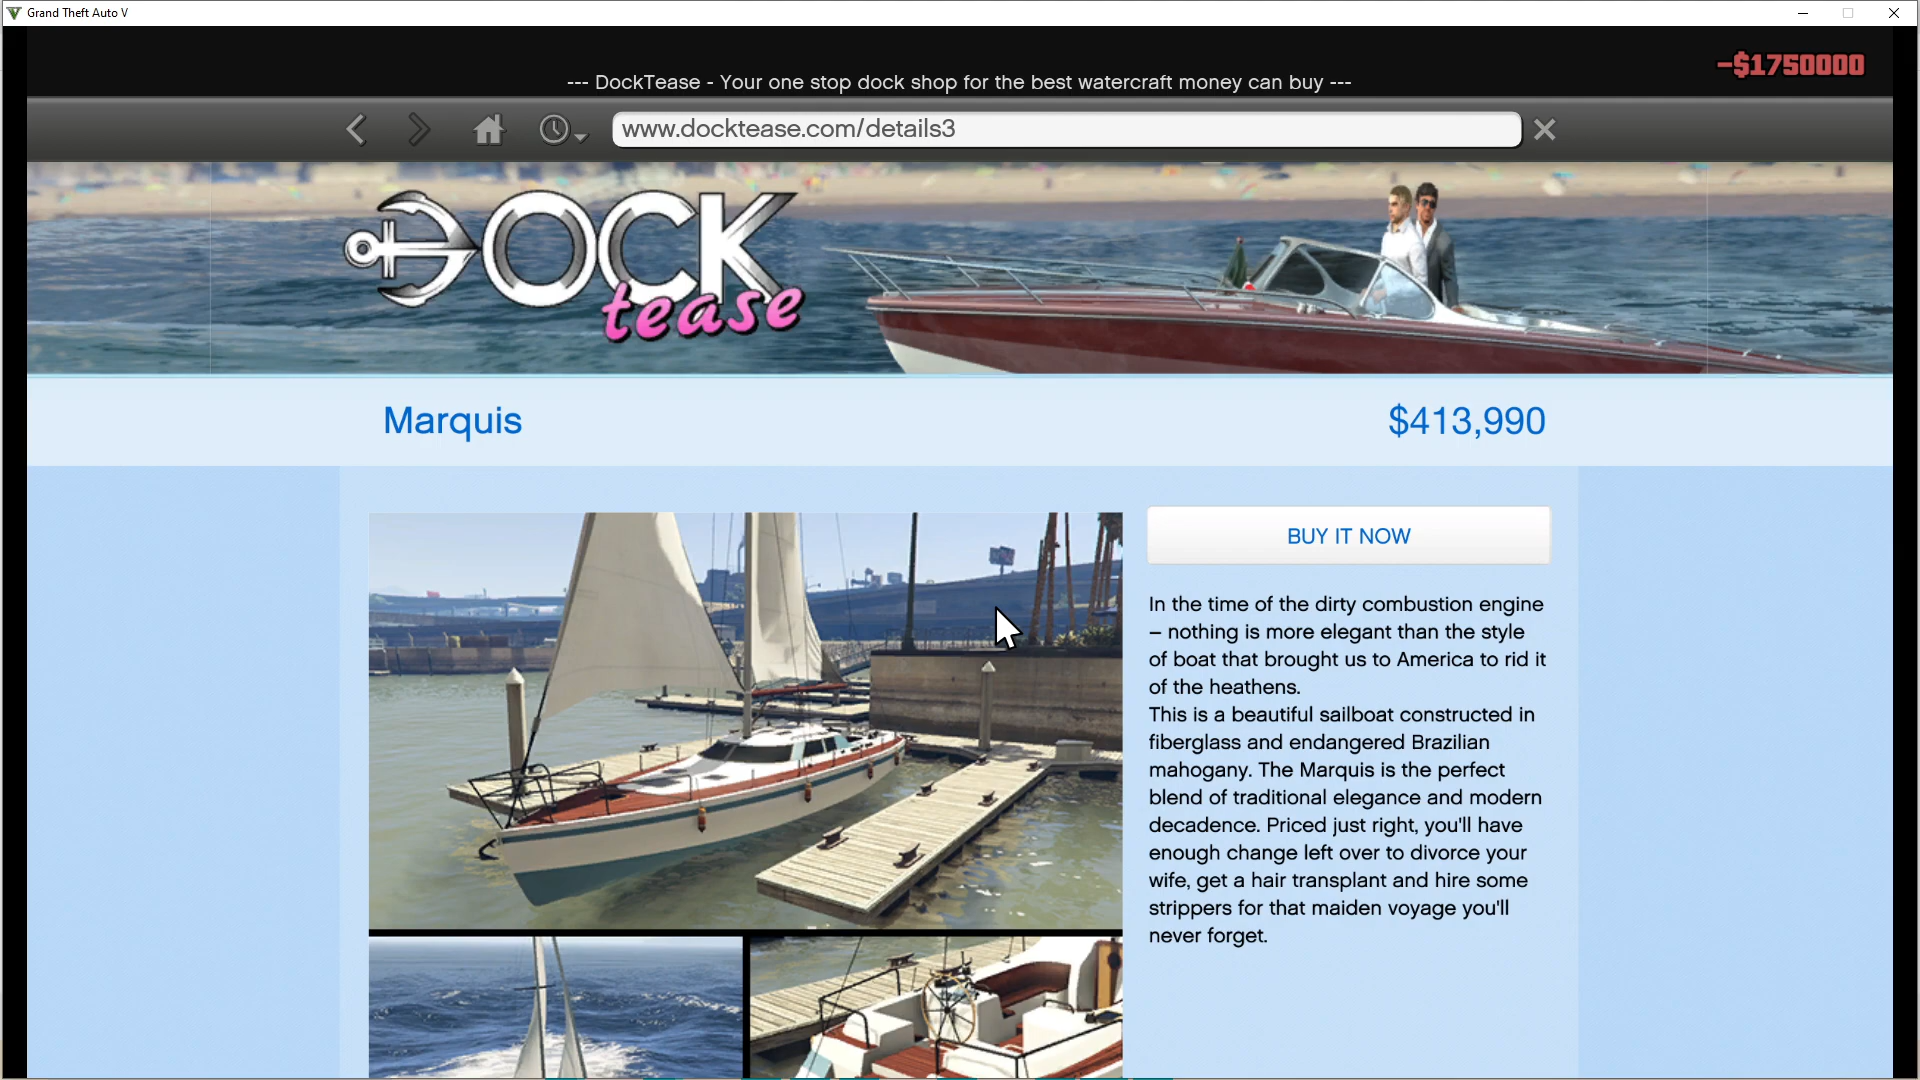 Grand Theft Auto V
-$1750000
--- DockTease - Your one stop dock shop for the best watercraft money can buy ---
www.docktease.com/details3
DOCK
tease
Marquis
$413,990
BUY IT NOW
In the time of the dirty combustion engine
– nothing is more elegant than the style
of boat that brought us to America to rid it
of the heathens.
This is a beautiful sailboat constructed in
fiberglass and endangered Brazilian
mahogany. The Marquis is the perfect
blend of traditional elegance and modern
decadence. Priced just right, you'll have
enough change left over to divorce your
wife, get a hair transplant and hire some
strippers for that maiden voyage you'll
never forget.